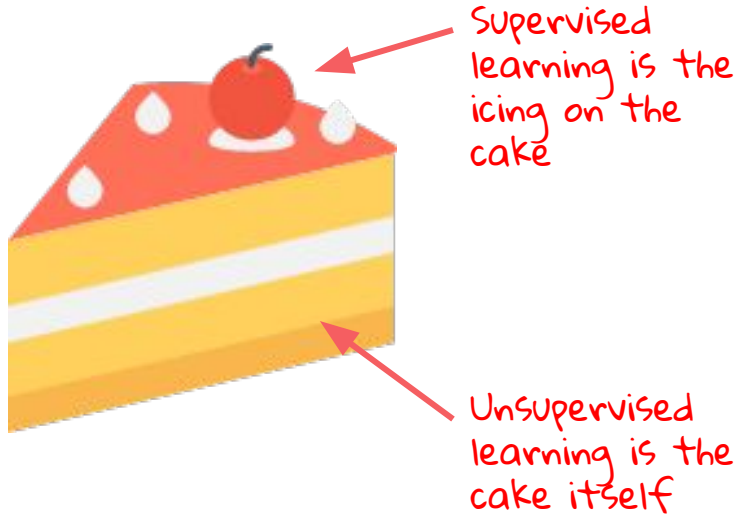 Supervised
learning is the
icing on the
cake
Unsupervised
learning is the
cake itself